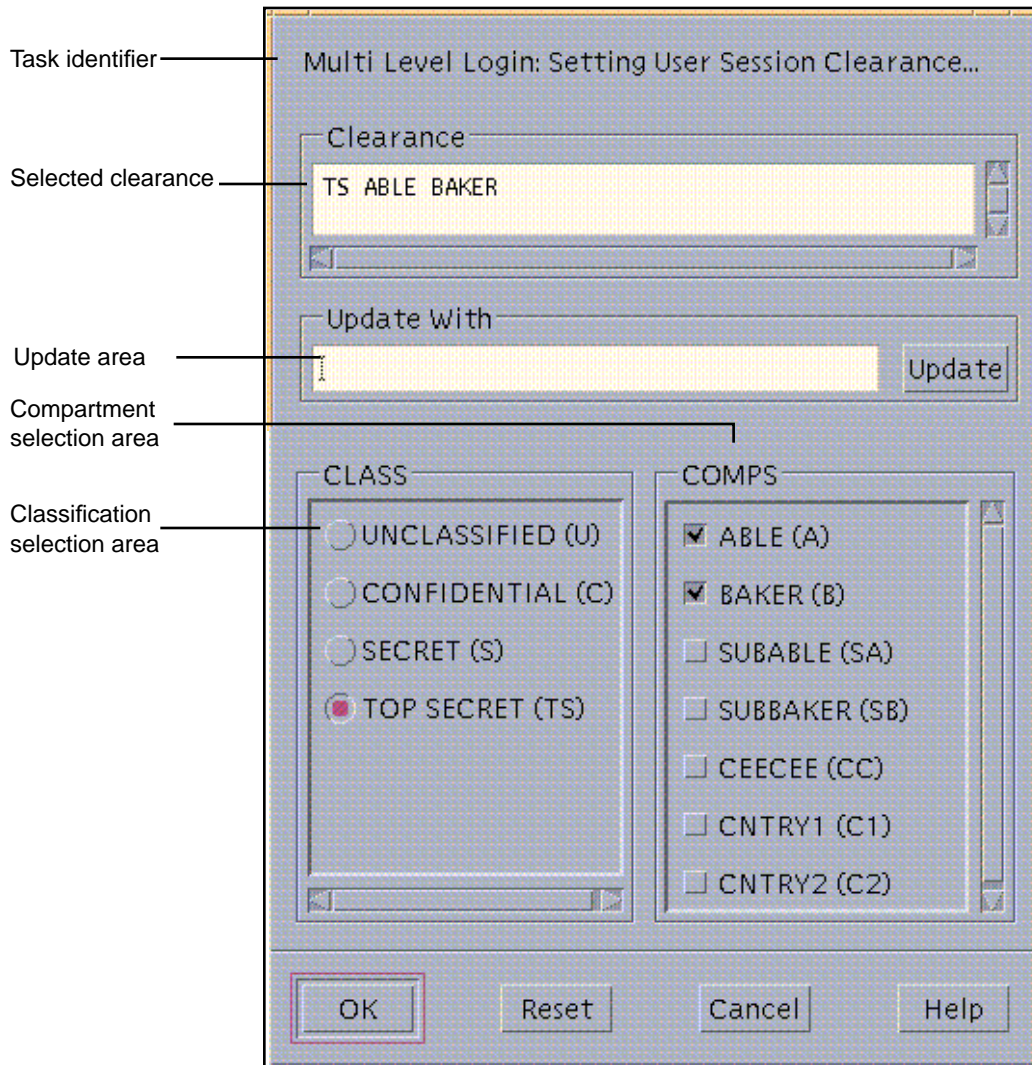 Task identifier
Multi Level Login: Setting User Session Clearance...
Clearance
Selected clearance
TS ABLE BAKER
Update With
Update area
Update
Compartment
selection area
CLASS
COMPS
Classification
selection area
UNCLASSIFIED (U)
CONFIDENTIAL (C)
SECRET (S)
TOP SECRET (TS)
ABLE (A)
BAKER (B)
SUBABLE (SA)
SUBBAKER (SB)
CEECEE (CC)
CNTRY1 (C1)
CNTRY2 (C2)
OK
Reset
Cancel
Help